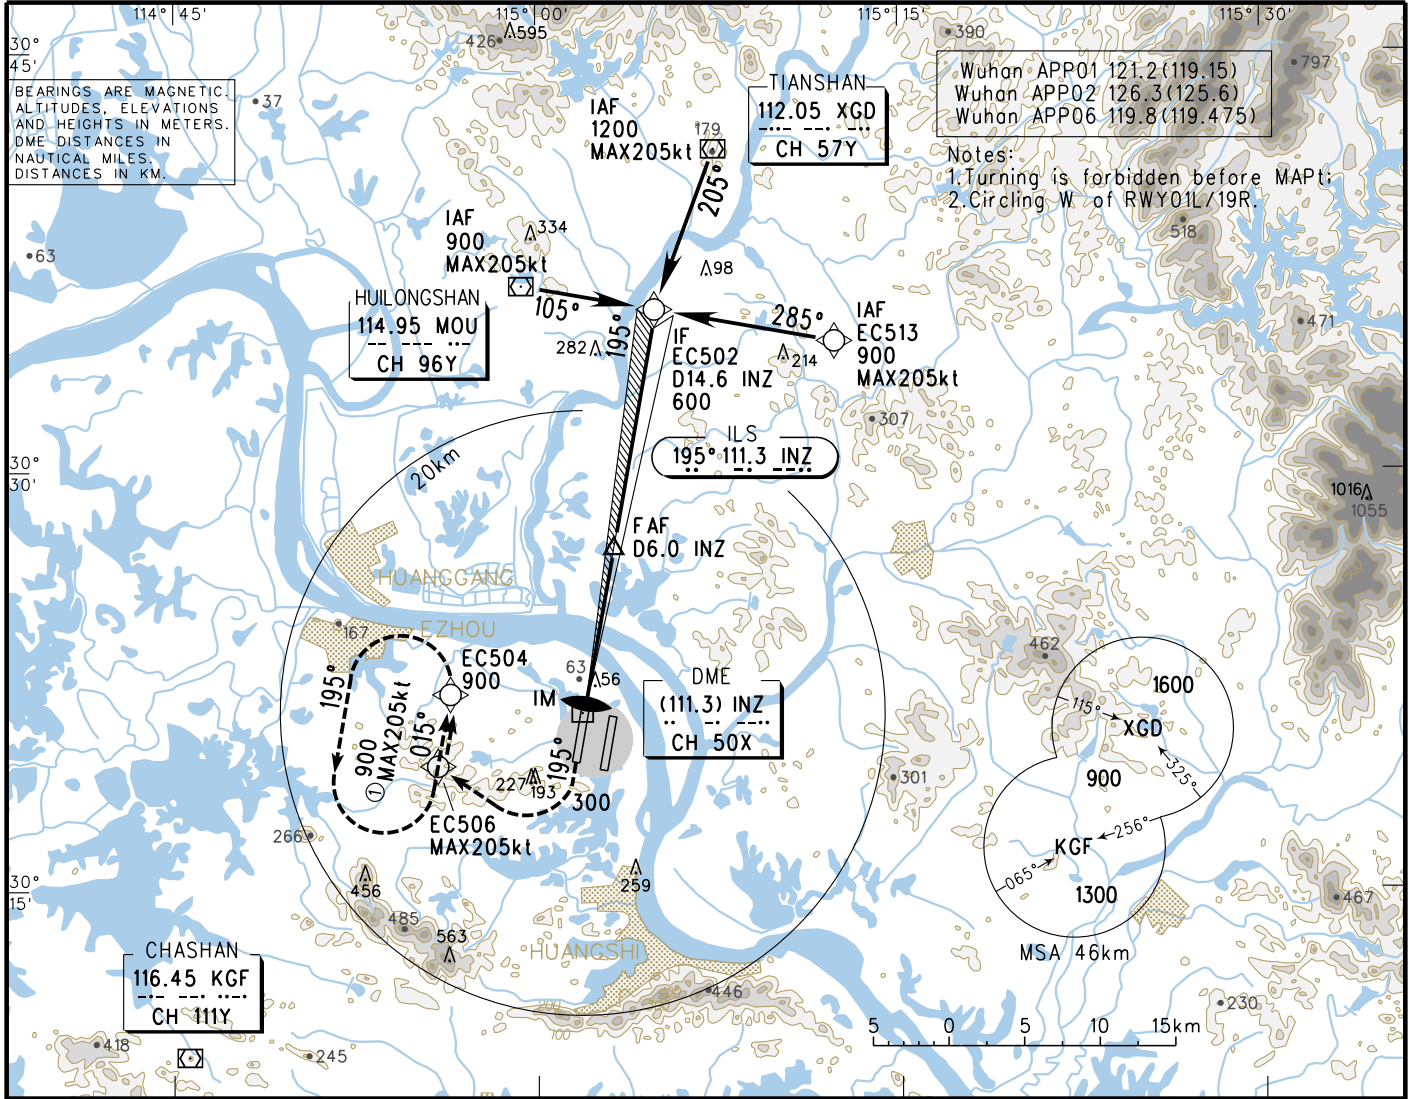 114°45'
115°00'
115°15'
115°30'
30°
45'
BEARINGS ARE MAGNETIC.
ALTITUDES, ELEVATIONS
AND HEIGHTS IN METERS.
DME DISTANCES IN
NAUTICAL MILES.
DISTANCES IN KM.
37
63
426
595
390
797
Wuhan APP01 121.2(119.15)
Wuhan APP02 126.3(125.6)
Wuhan APP06 119.8(119.475)
Notes:
1.Turning is forbidden before MAPt;
2.Circling W of RWY01L/19R.
TIANSHAN
112.05 XGD
CH 57Y
IAF
1200
MAX205kt
179
205°
IAF
900
MAX205kt
334
105°
HUILONGSHAN
114.95 MOU
CH 96Y
98
518
471
285°
IAF
EC513
900
MAX205kt
214
282
195°
IF
EC502
D14.6 INZ
600
307
ILS
195° 111.3 INZ
20km
30°
30'
1016
1055
500
FAF
D6.0 INZ
HUANGGANG
EZHOU
167
462
EC504
900
195°
① 900
MAX205kt
015°
63
56
IM
DME
(111.3) INZ
CH 50X
195°
227
193
300
EC506
MAX205kt
266
301
1600
115°
XGD
900
325°
256°
KGF
065°
1300
MSA 46km
30°
15'
456
485
563
259
467
HUANGSHI
446
230
CHASHAN
116.45 KGF
CH 111Y
418
245
5 0 5 10 15km